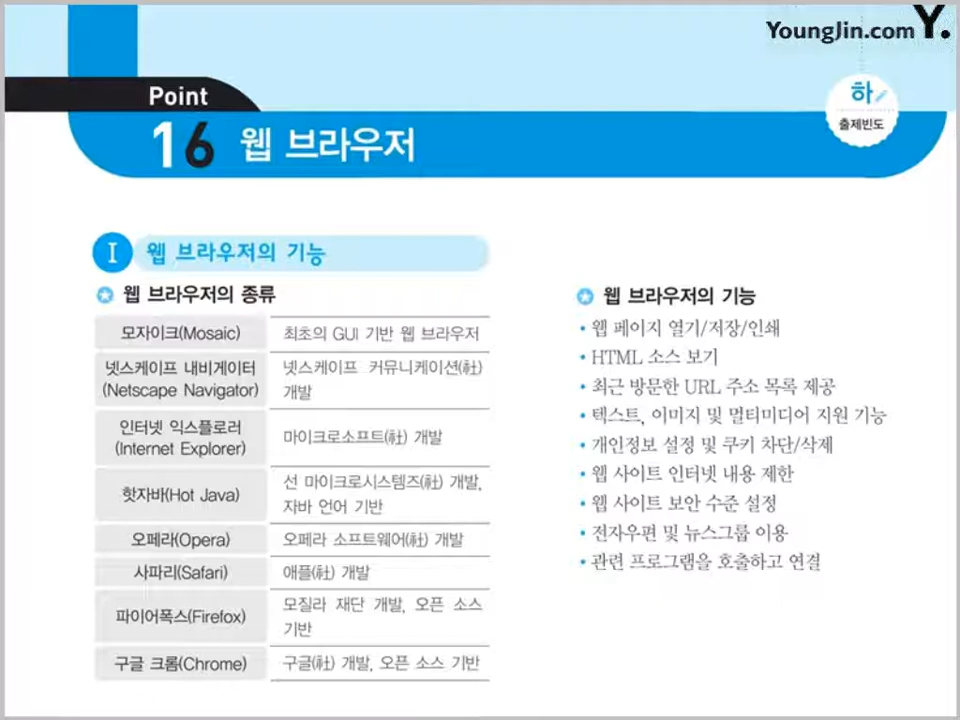 YoungJin.com Y.
Point
16 웹 브라우저
하
출제빈도
I 웹 브라우저의 기능
웹 브라우저의 종류
모자이크(Mosaic) 최초의 GUI 기반 웹 브라우저
넷스케이프 내비게이터
(Netscape Navigator)
넷스케이프 커뮤니케이션(社)
개발
인터넷 익스플로러
(Internet Explorer)
마이크로소프트(社) 개발
핫자바(Hot Java)
선 마이크로시스템즈(社) 개발,
자바 언어 기반
오페라(Opera) 오페라 소프트웨어(社) 개발
사파리(Safari) 애플(社) 개발
파이어폭스(Firefox)
모질라 재단 개발, 오픈 소스
기반
구글 크롬(Chrome) 구글(社) 개발, 오픈 소스 기반
웹 브라우저의 기능
• 웹 페이지 열기/저장/인쇄
• HTML 소스 보기
• 최근 방문한 URL 주소 목록 제공
• 텍스트, 이미지 및 멀티미디어 지원 기능
• 개인정보 설정 및 쿠키 차단/삭제
• 웹 사이트 인터넷 내용 제한
• 웹 사이트 보안 수준 설정
• 전자우편 및 뉴스그룹 이용
• 관련 프로그램을 호출하고 연결